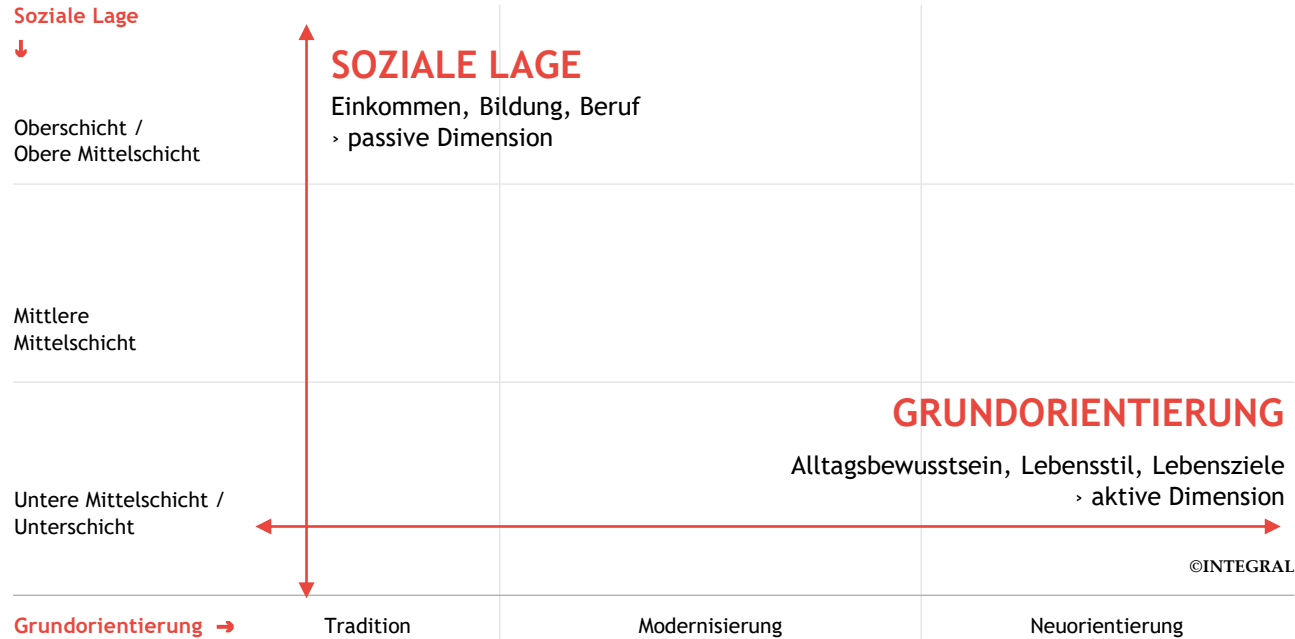 Soziale Lage
↓
SOZIALE LAGE
Einkommen, Bildung, Beruf
› passive Dimension
Oberschicht /
Obere Mittelschicht
Mittlere
Mittelschicht
GRUNDORIENTIERUNG
Alltagsbewusstsein, Lebensstil, Lebensziele
› aktive Dimension
Untere Mittelschicht /
Unterschicht
©INTEGRAL
Grundorientierung → Tradition Modernisierung Neuorientierung